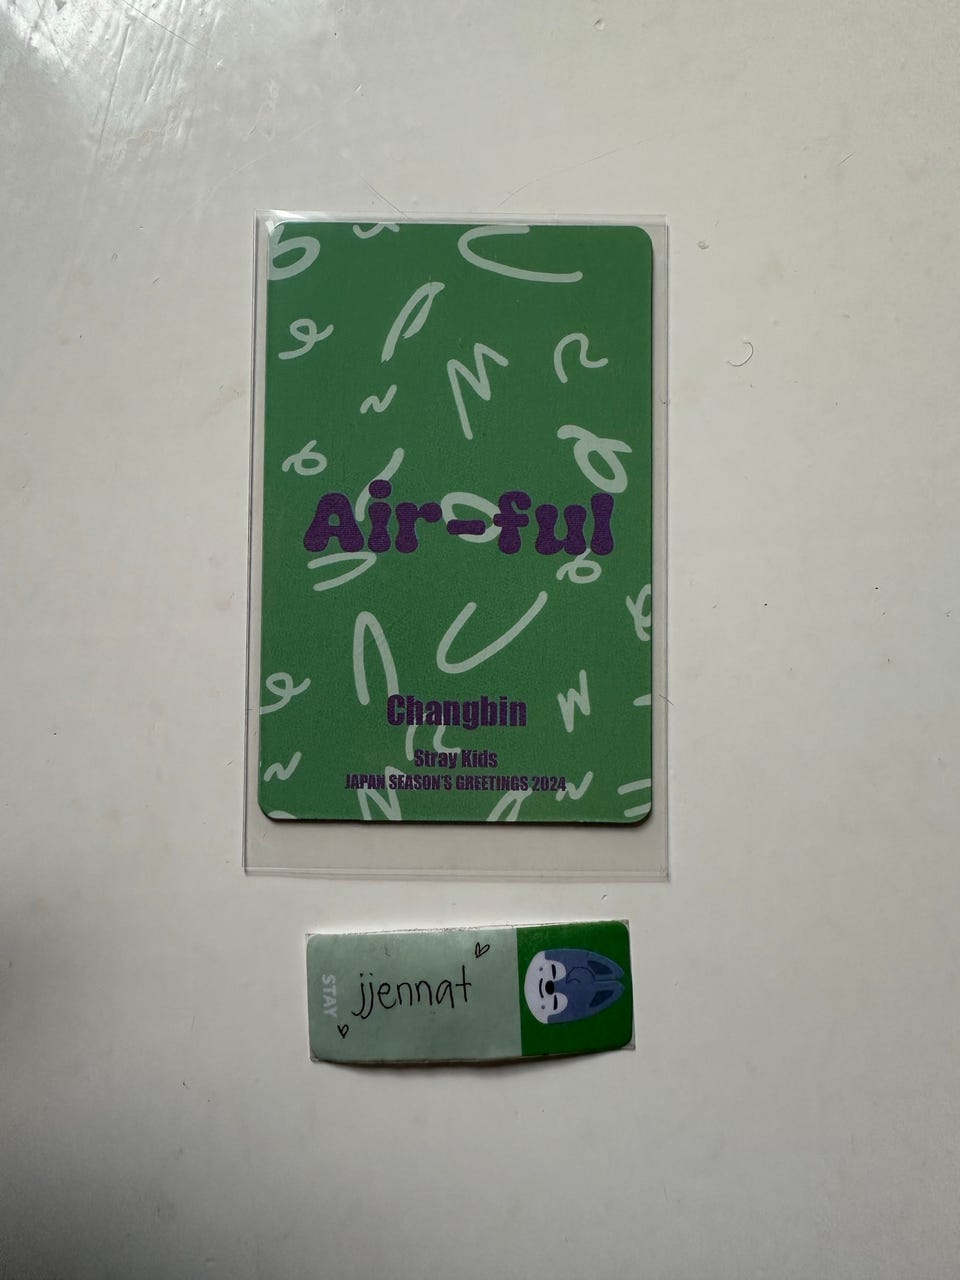 Air-ful
Changbin
Stray Kids
JAPAN SEASON'S GREETINGS 2024
STAY
jjennat